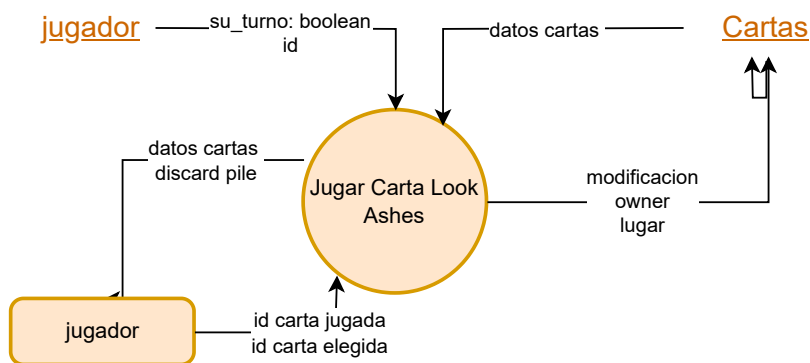 jugador
su_turno: boolean
id
datos cartas
Cartas
datos cartas
discard pile
Jugar Carta Look
Ashes
modificacion
owner
lugar
jugador
id carta jugada
id carta elegida